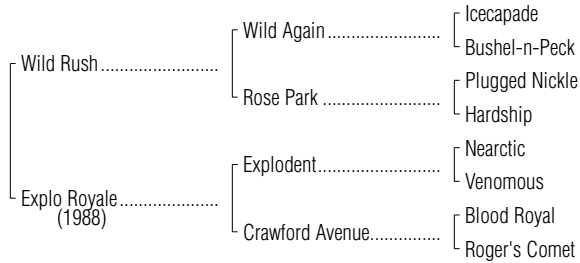 Icecapade
Wild Again
Bushel-n-Peck
Wild Rush
Plugged Nickle
Rose Park
Hardship
Nearctic
Explodent
Venomous
Explo Royale
(1988)
Blood Royal
Crawford Avenue
Roger's Comet